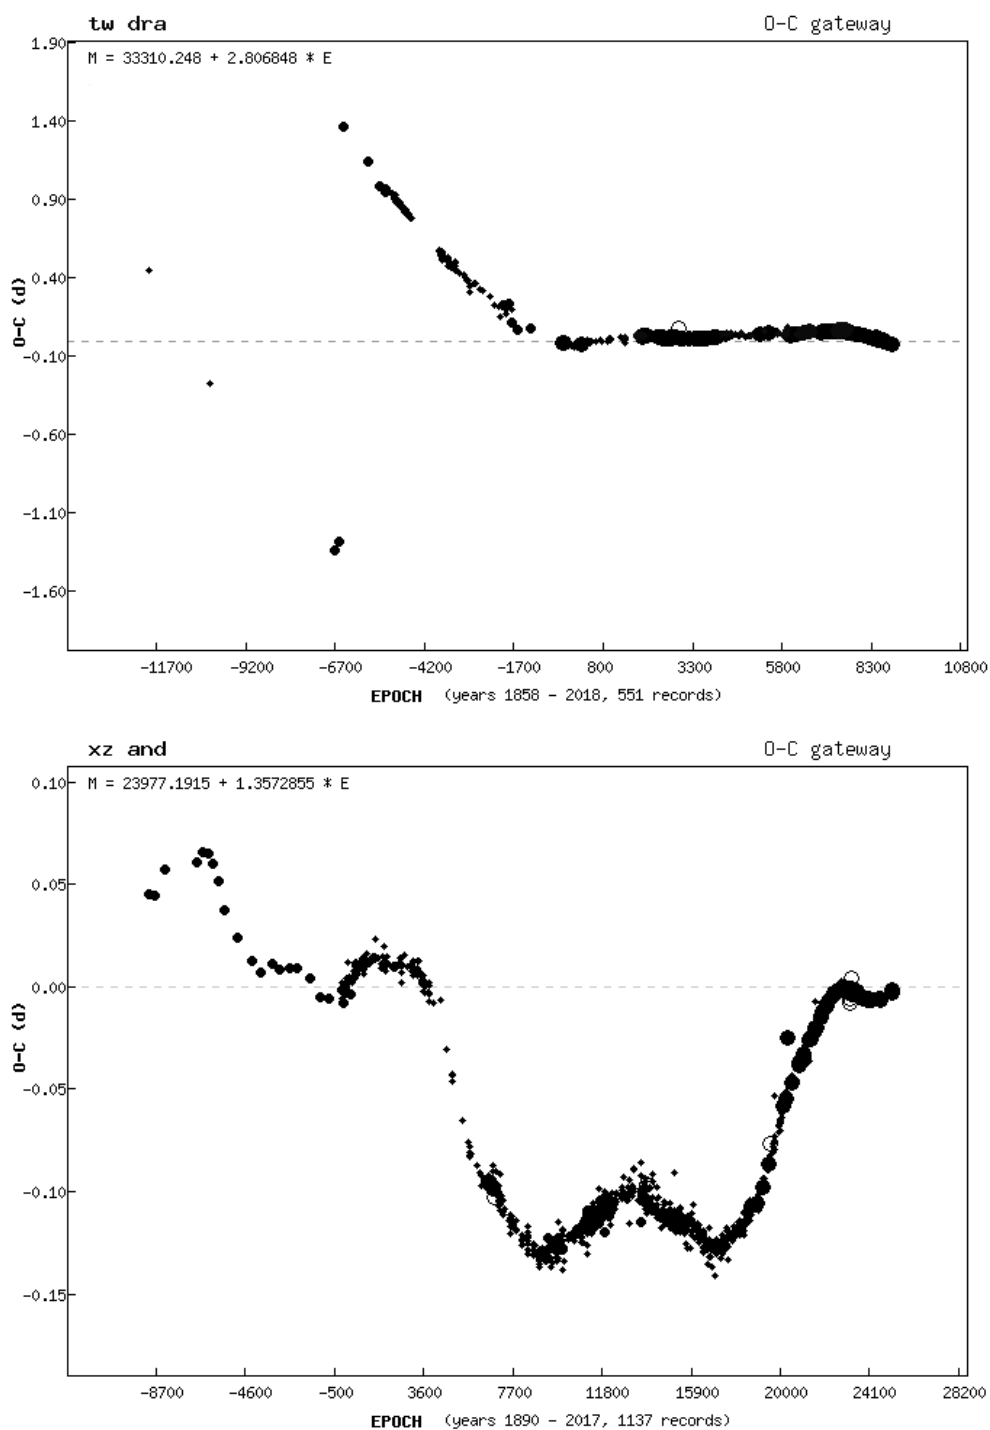 tw dra O-C gateway
M = 33310.248 + 2.806848 * E
1.90
1.40
0.90
0.40
-0.10
-0.60
-1.10
-1.60
O-C (d)
-11700 -9200 -6700 -4200 -1700 800 3300 5800 8300 10800
EPOCH (years 1858 - 2018, 551 records)
xz and O-C gateway
M = 23977.1915 + 1.3572855 * E
0.10
0.05
0.00
-0.05
-0.10
-0.15
O-C (d)
-8700 -4600 -500 3600 7700 11800 15900 20000 24100 28200
EPOCH (years 1890 - 2017, 1137 records)